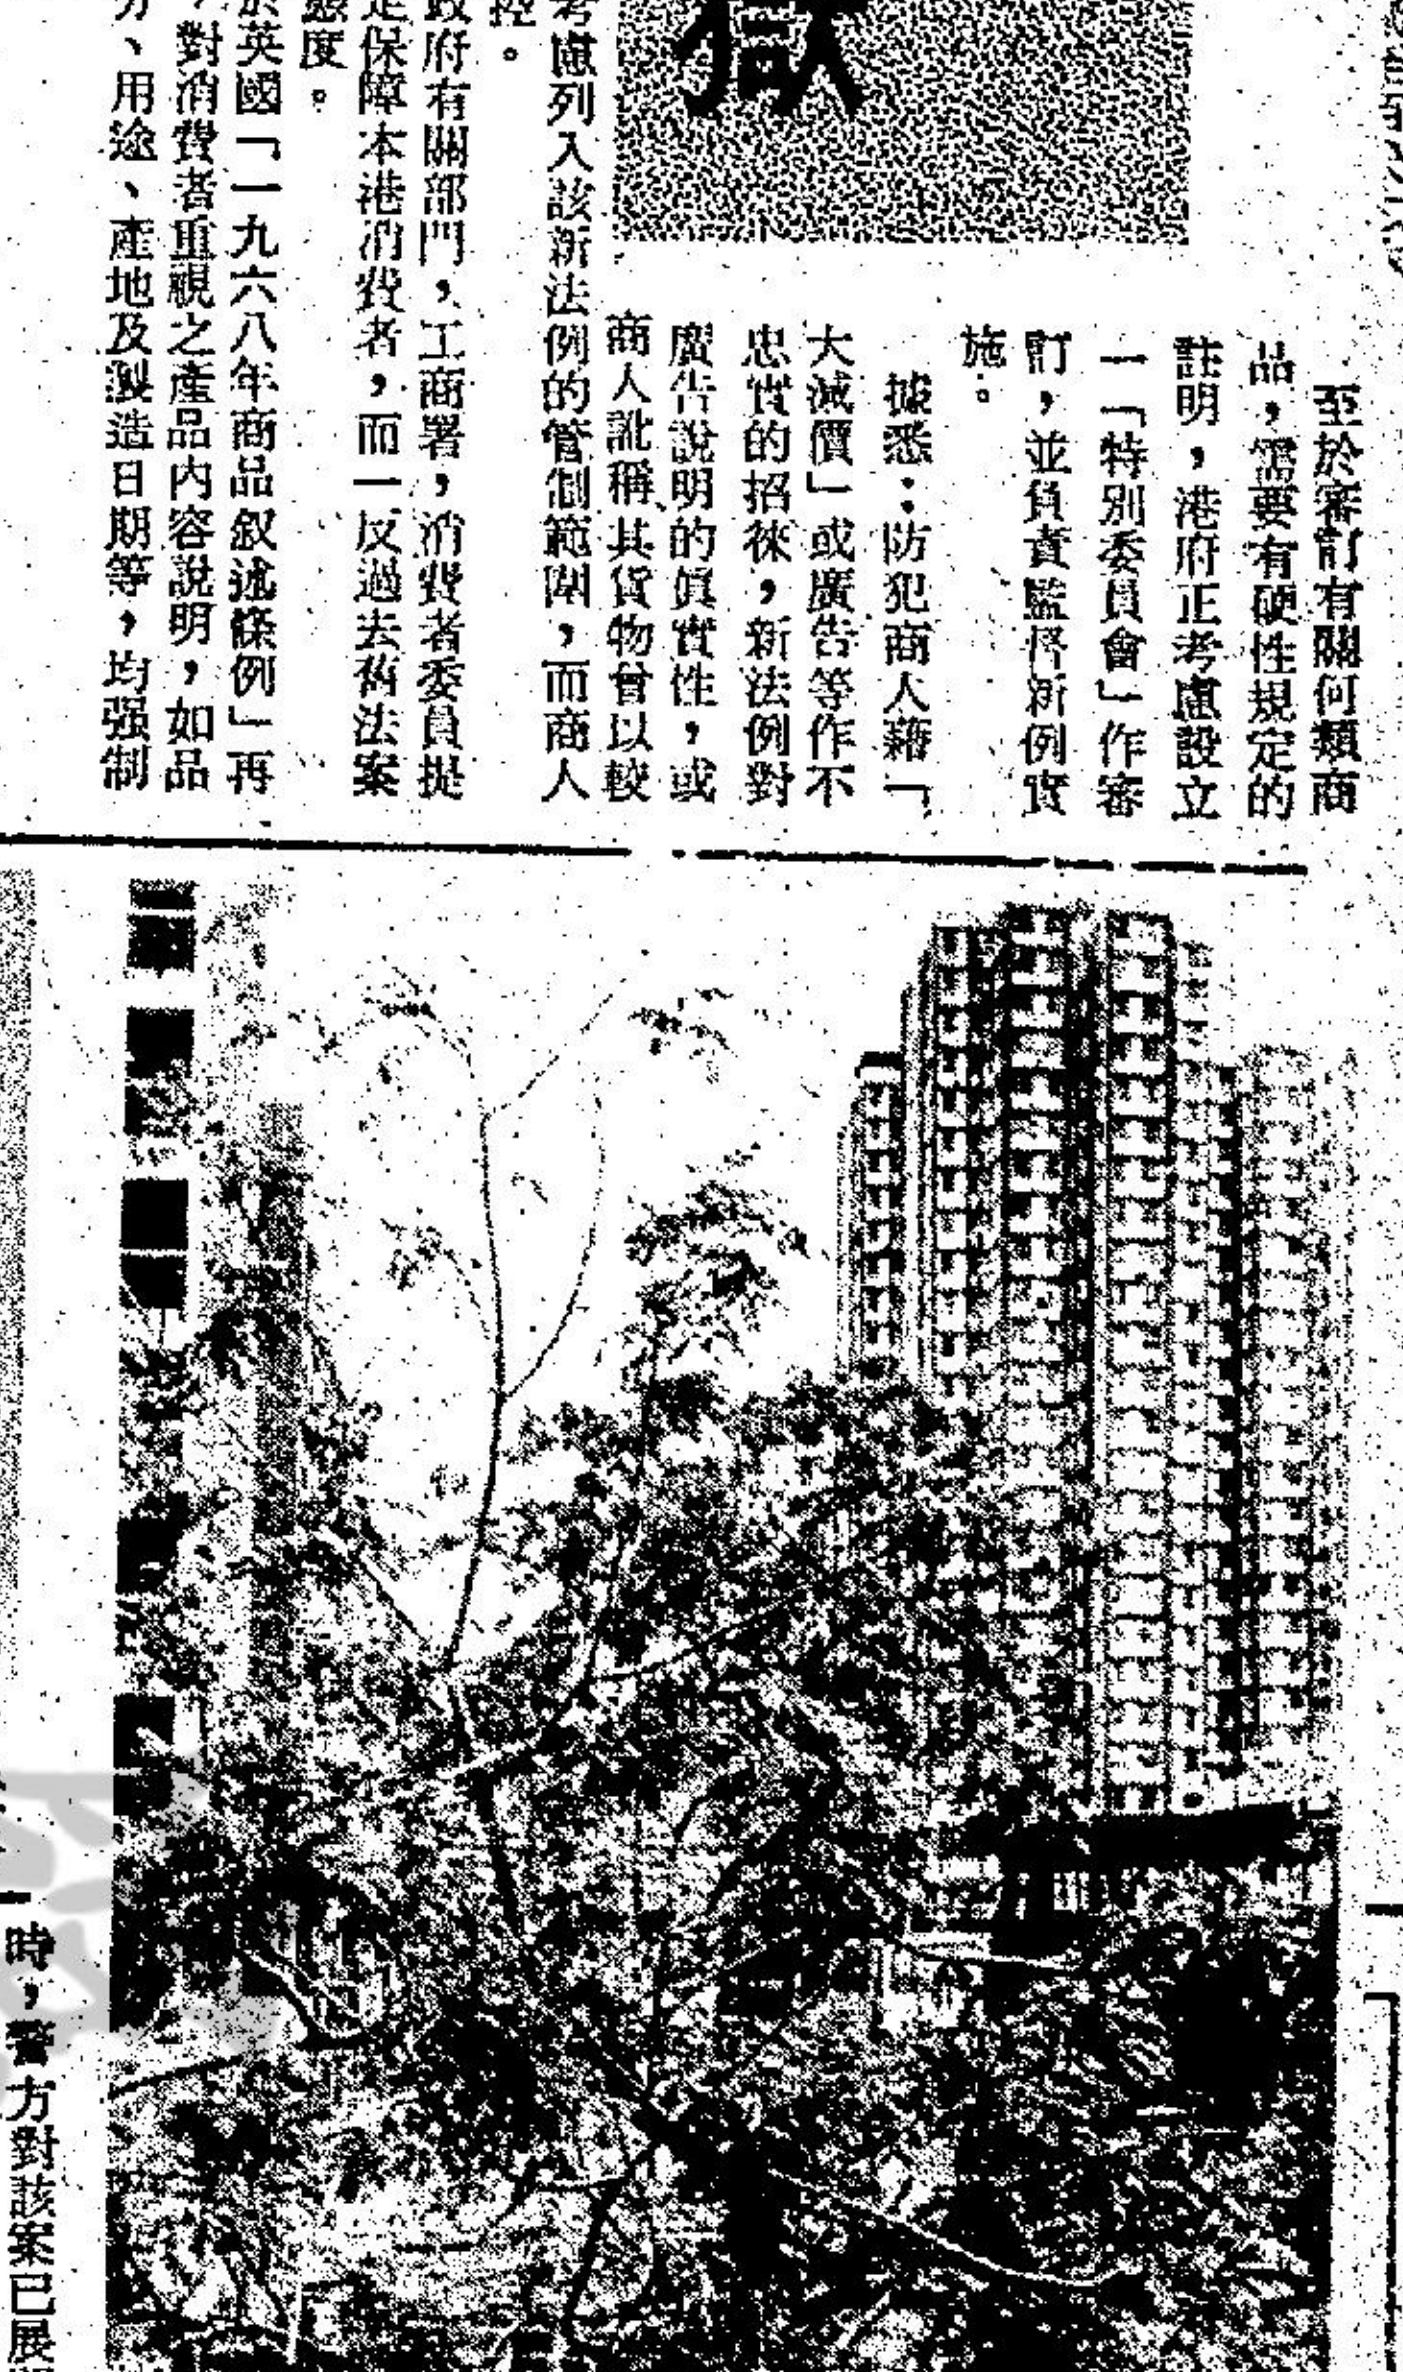 獄
至於審訂有關何類商
品，需要有硬性規定的
註明，港府正考慮設立
一「特別委員會」作審
訂，並負責監督新例實
施。
據悉：防犯商人藉「
大減價」或廣告等作不
忠實的招徠，新法例對
廣告說明的眞實性，或
商人訛稱其貨物曾以較
考慮列入該新法例的管制範圍，而商人
控。
政府有關部門，工商署，消費者委員提
足保障本港消費者，而一反過去舊法案
態度。
於英國「一九六八年商品叙述條例」再
，對消費者重視之產品內容說明，如品
、用途、產地及製造日期等，均强制
時，警方對該案已展